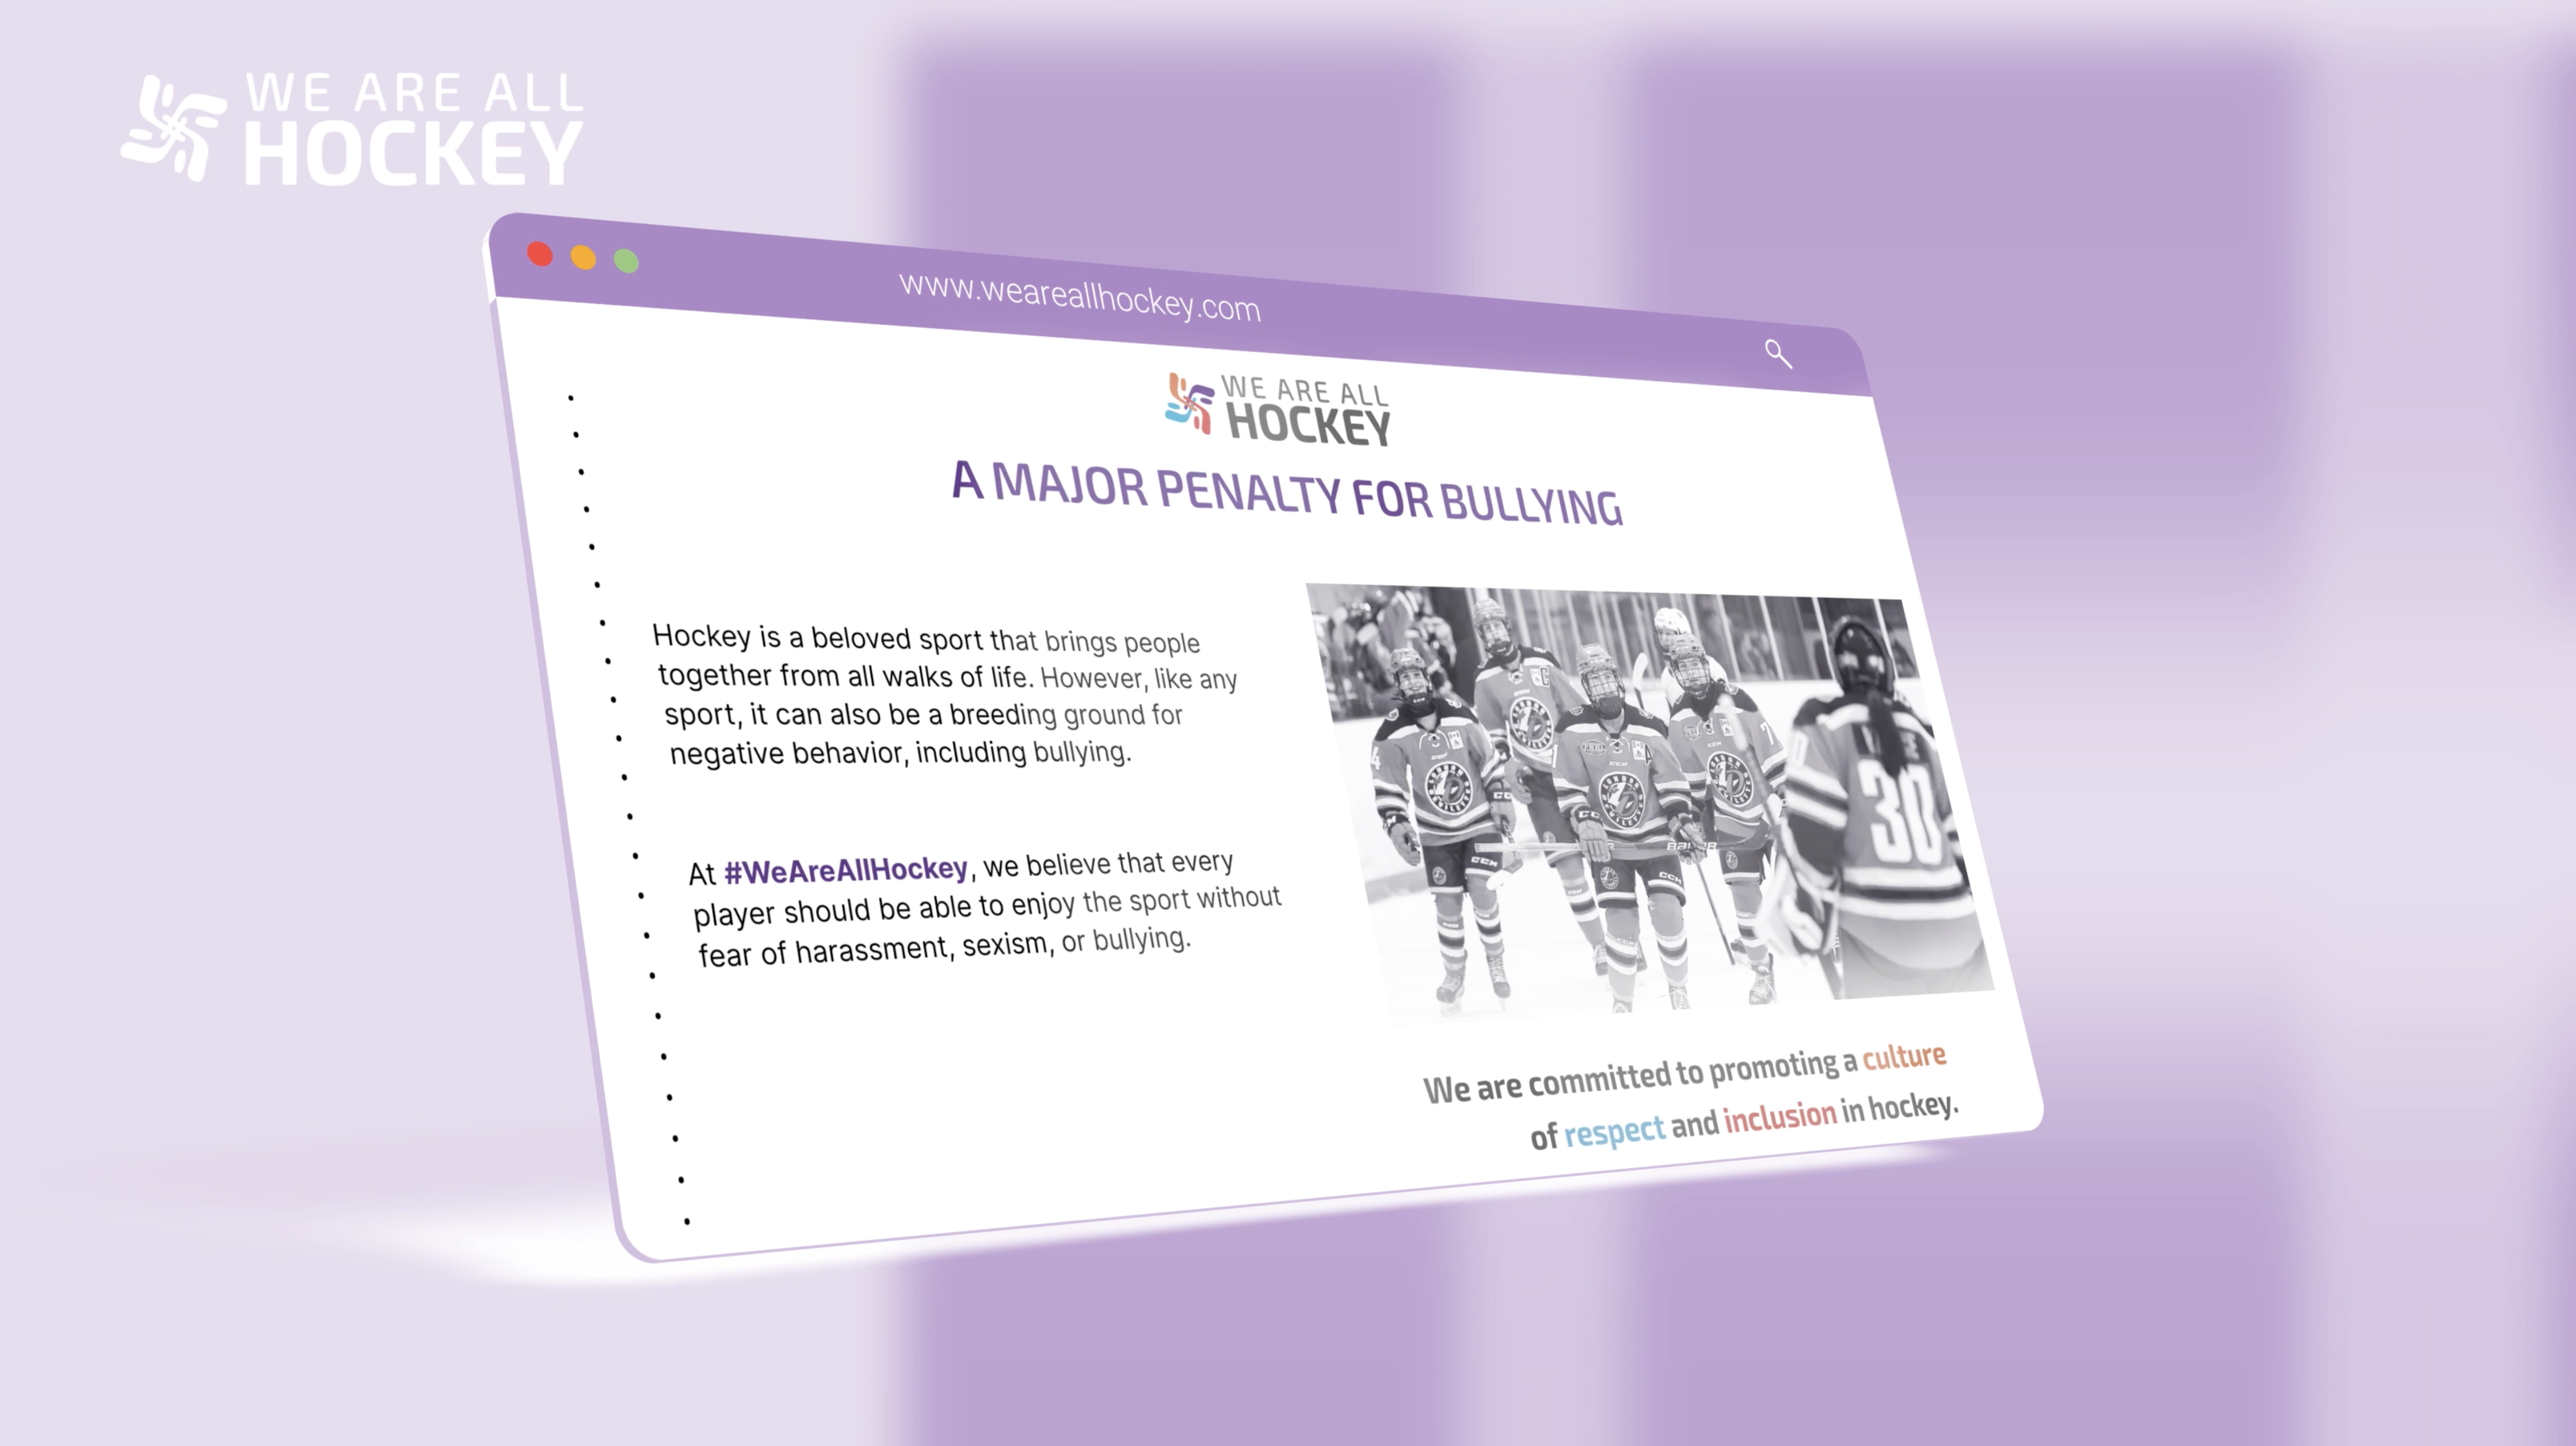 WE ARE ALL
HOCKEY
www.weareallhockey.com
WE ARE ALL
HOCKEY
A MAJOR PENALTY FOR BULLYING
Hockey is a beloved sport that brings people
together from all walks of life. However, like any
sport, it can also be a breeding ground for
negative behavior, including bullying.
At #WeAreAllHockey, we believe that every
player should be able to enjoy the sport without
fear of harassment, sexism, or bullying.
30
CCM
CCM
We are committed to promoting a culture
of respect and inclusion in hockey.